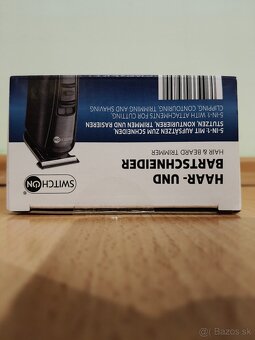 HAAR- UND
BARTSCHNEIDER
HAIR & BEARD TRIMMER
5-IN-1 MIT AUFSÄTZEN ZUM SCHNEIDEN,
STUTZEN, KONTURIEREN, TRIMMEN UND RASIEREN
5-IN-1 WITH ATTACHMENTS FOR CUTTING,
CLIPPING, CONTOURING, TRIMMING AND SHAVING
SWITCH ON
®
Bazos.sk